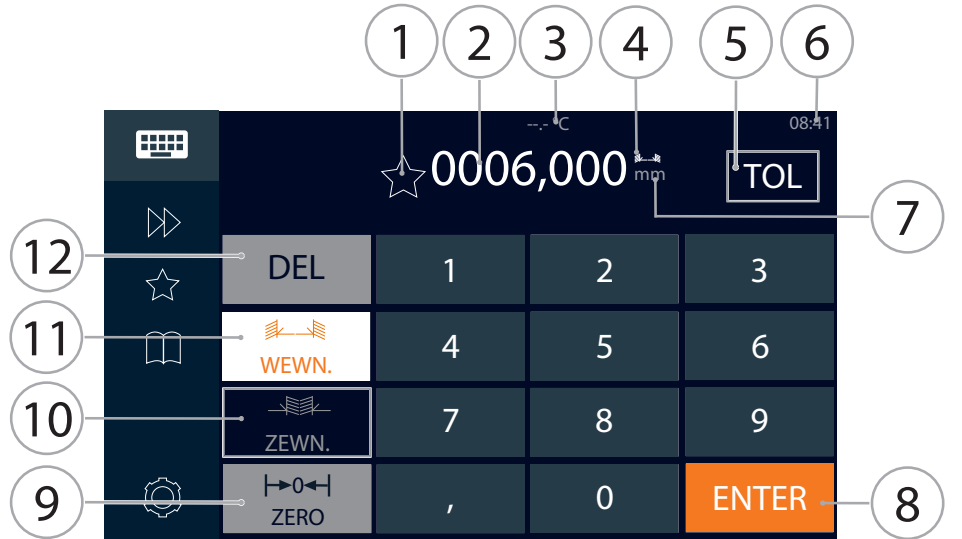 1 2 3 4 5 6
--.- °C 08:41
0006,000 mm TOL
7
12 DEL 1 2 3
11 WEWN. 4 5 6
10 ZEWN. 7 8 9
9 0 ZERO , 0 ENTER 8